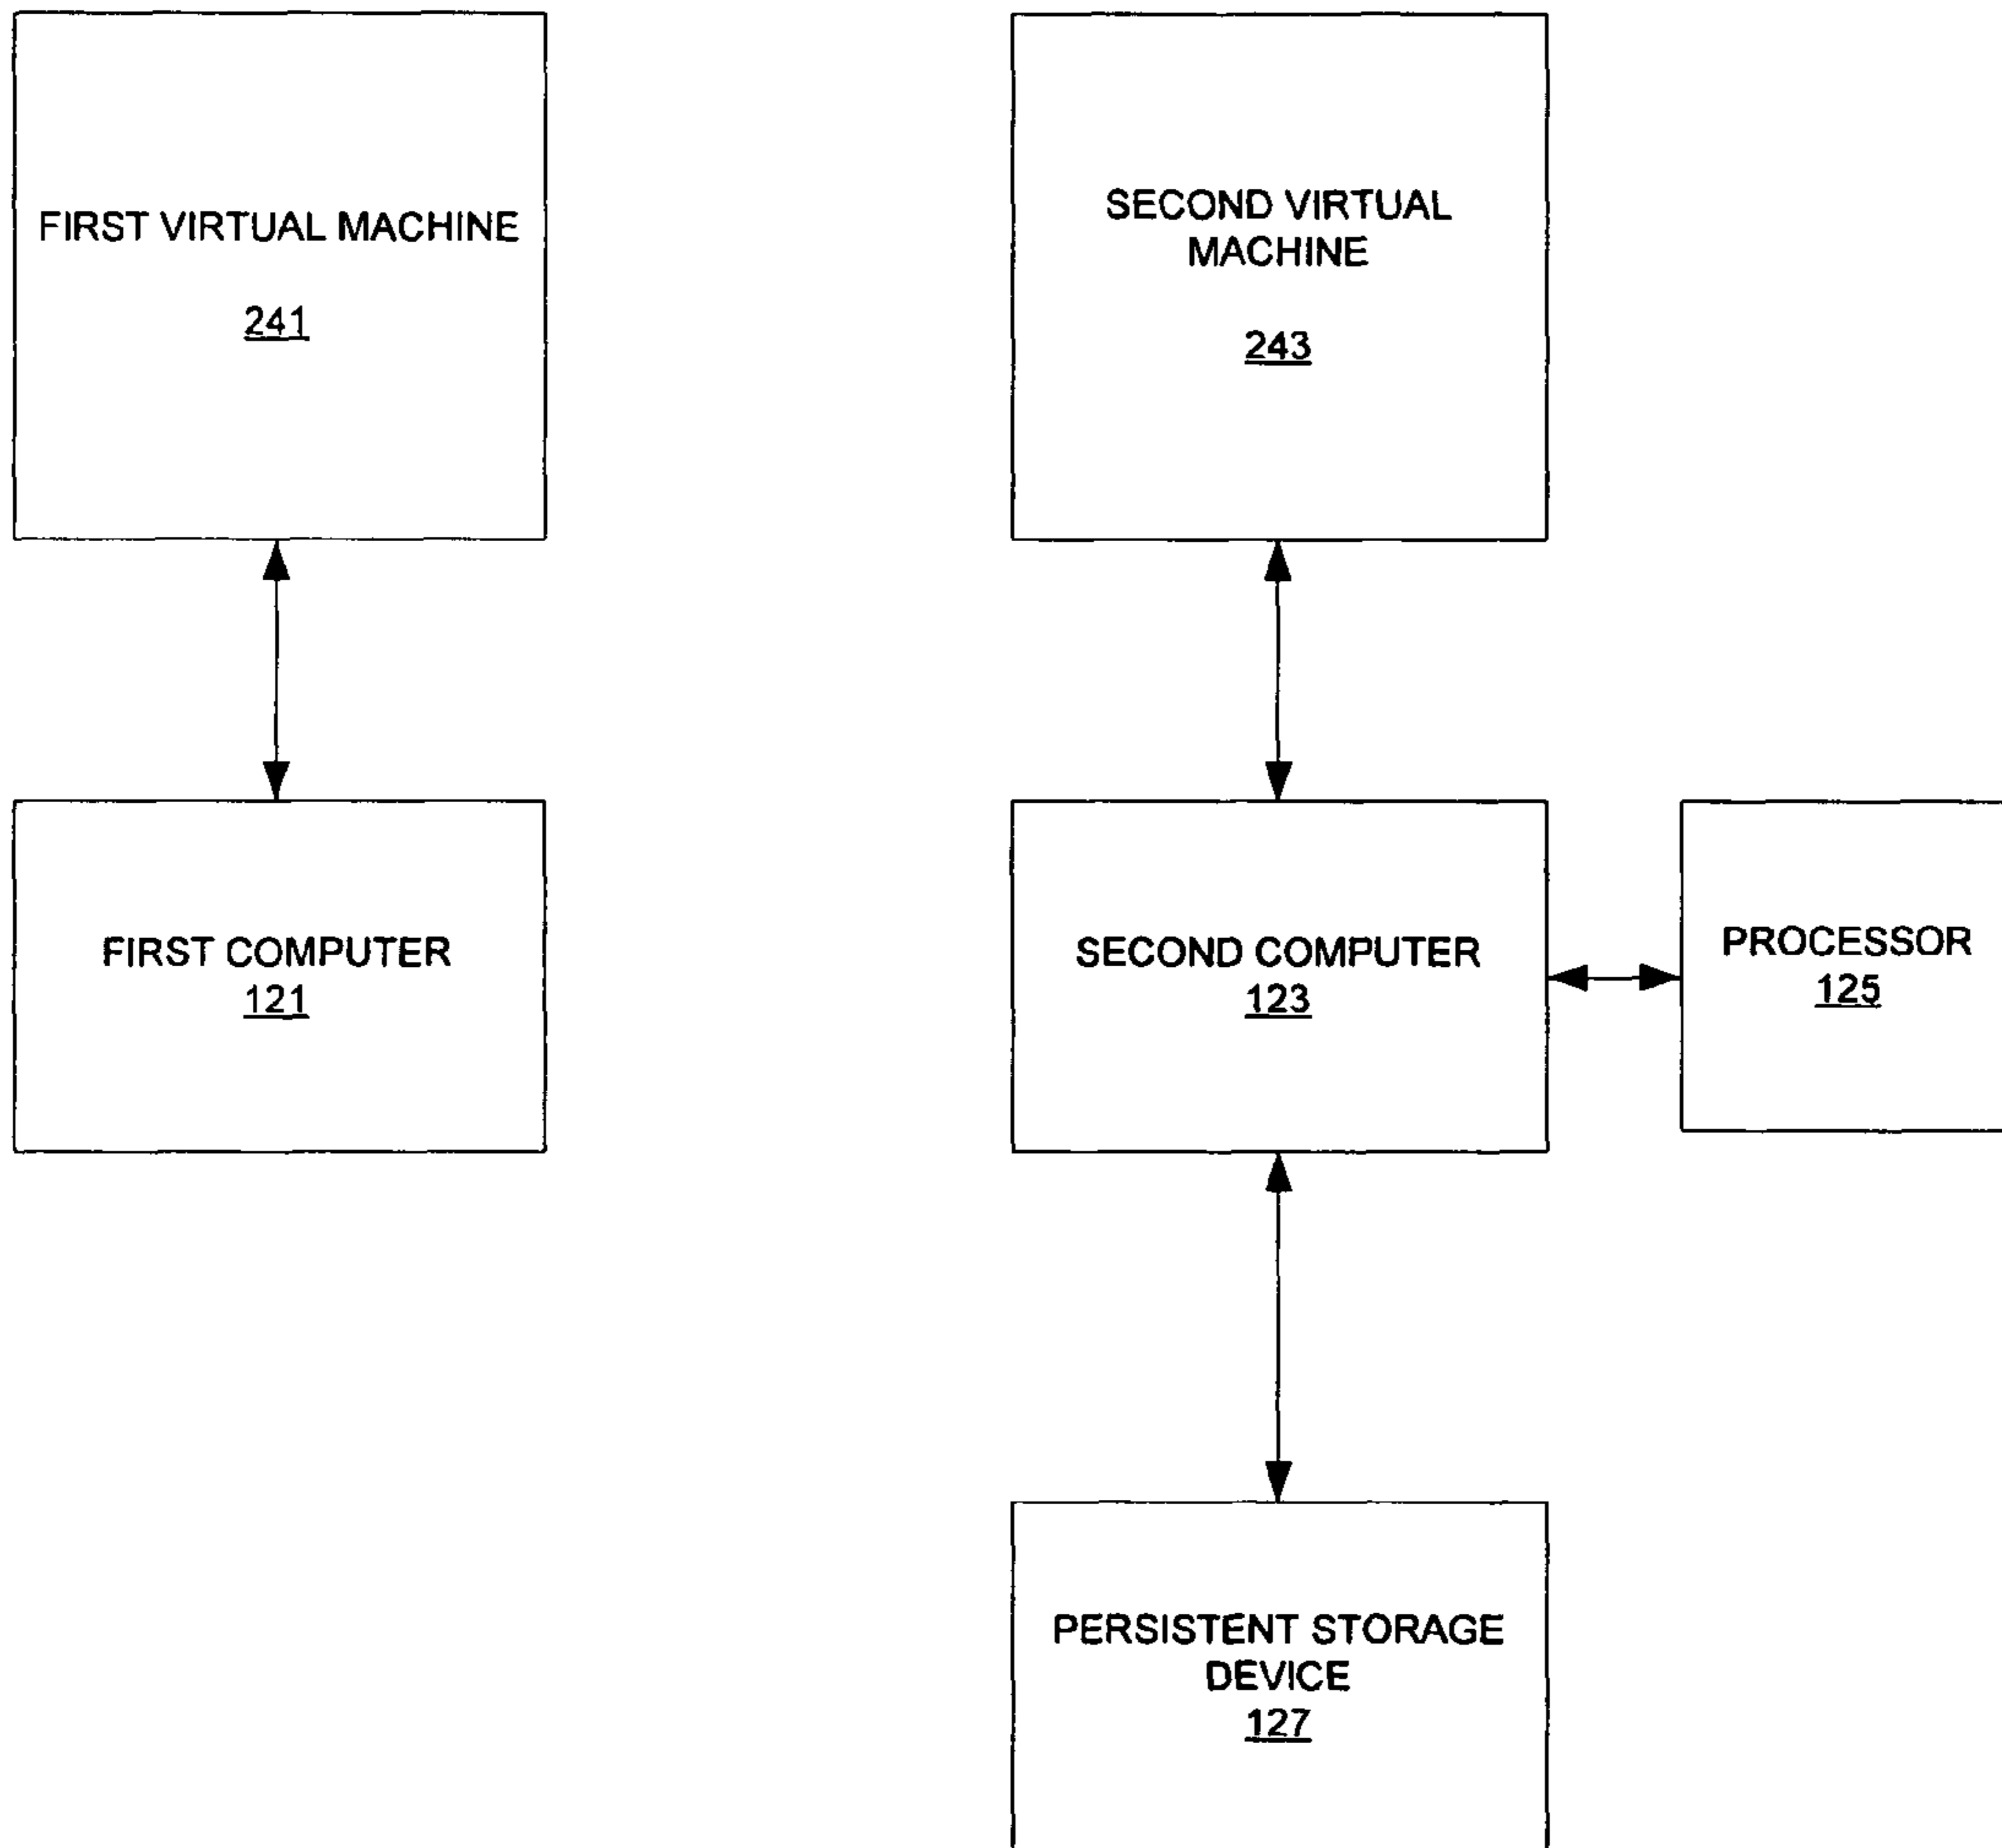 FIRST VIRTUAL MACHINE
241
SECOND VIRTUAL
MACHINE
243
FIRST COMPUTER
121
SECOND COMPUTER
123
PROCESSOR
125
PERSISTENT STORAGE
DEVICE
127